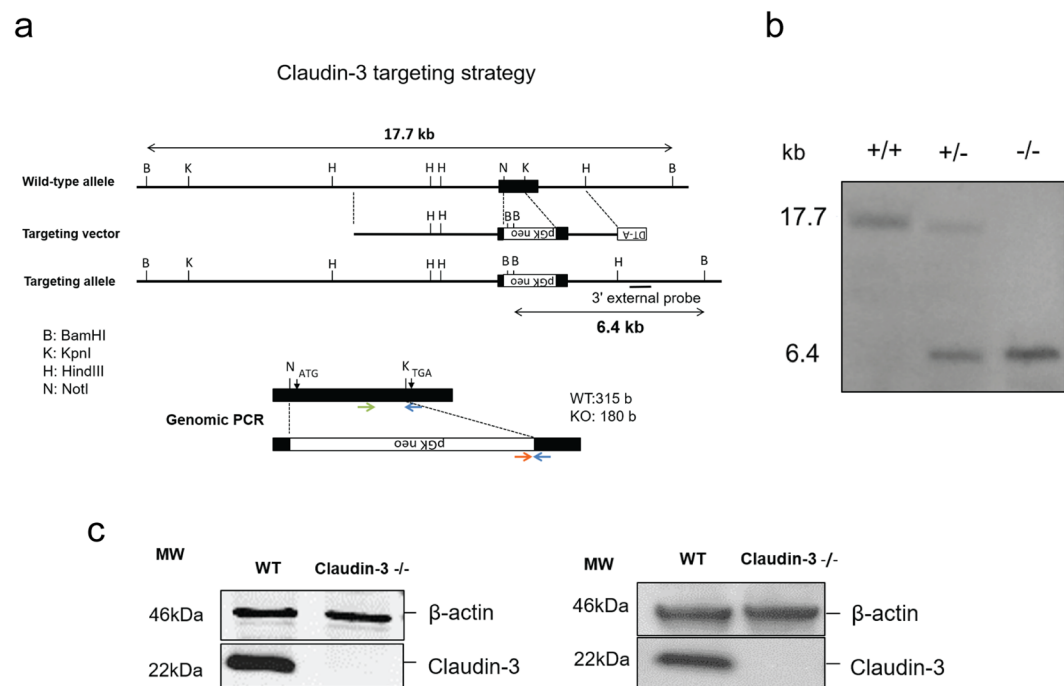 a
Claudin-3 targeting strategy
17.7 kb
B K H H H N K H B
Wild-type allele
H H B B
Targeting vector
pGK neo
DT-A
B K H H H B B H B
Targeting allele
pGK neo
3' external probe
6.4 kb
B: BamHI
K: KpnI
H: HindIII
N: NotI
N ATG K TGA
WT:315 b
KO: 180 b
Genomic PCR
pGK neo
b
kb +/+ +/- -/-
17.7
6.4
c
MW WT Claudin-3 -/-
46kDa β-actin
22kDa Claudin-3
MW WT Claudin-3 -/-
46kDa β-actin
22kDa Claudin-3